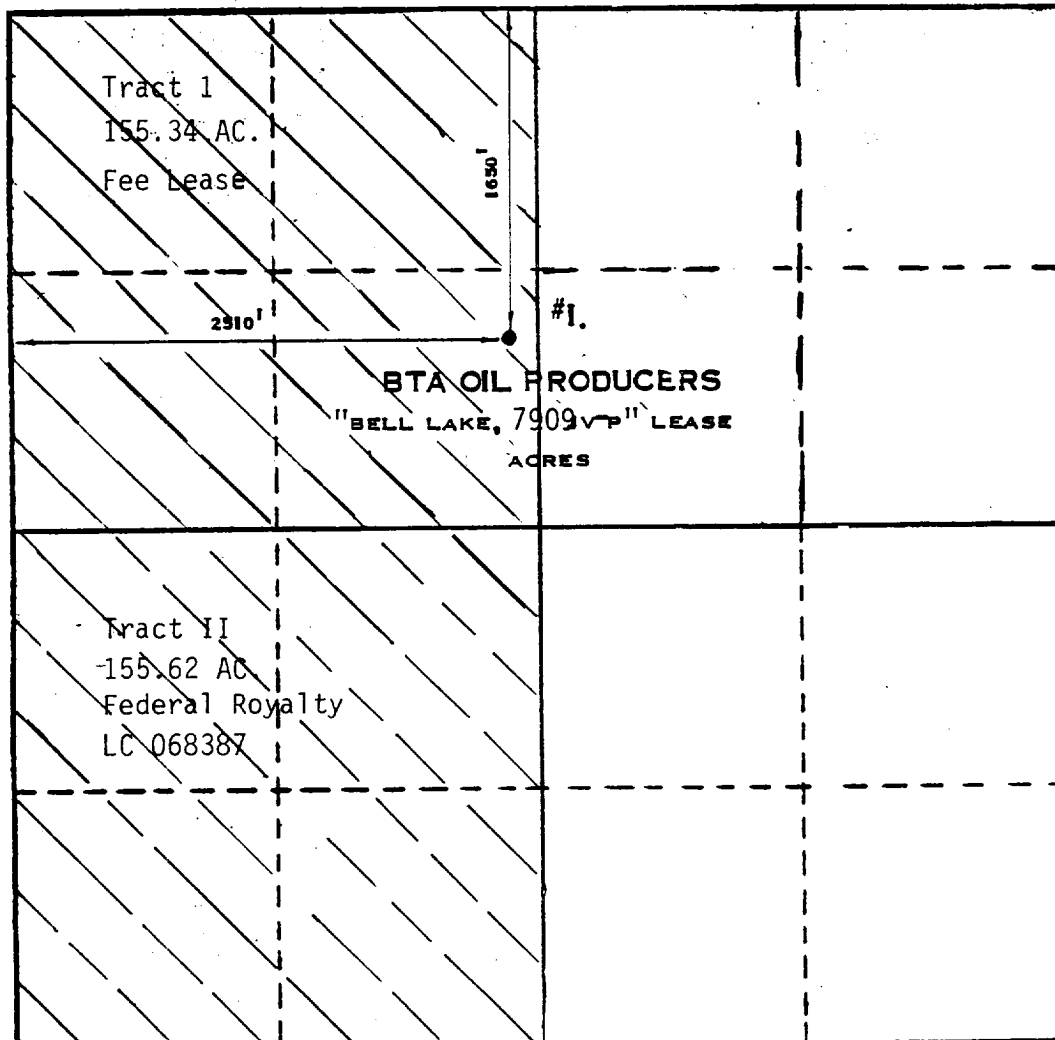 Tract 1
155.34 AC.
Fee Lease
1650'
2310'
#1.
BTA OIL PRODUCERS
"BELL LAKE, 7909 JV-P" LEASE
ACRES
Tract II
155.62 AC.
Federal Royalty
LC 068387